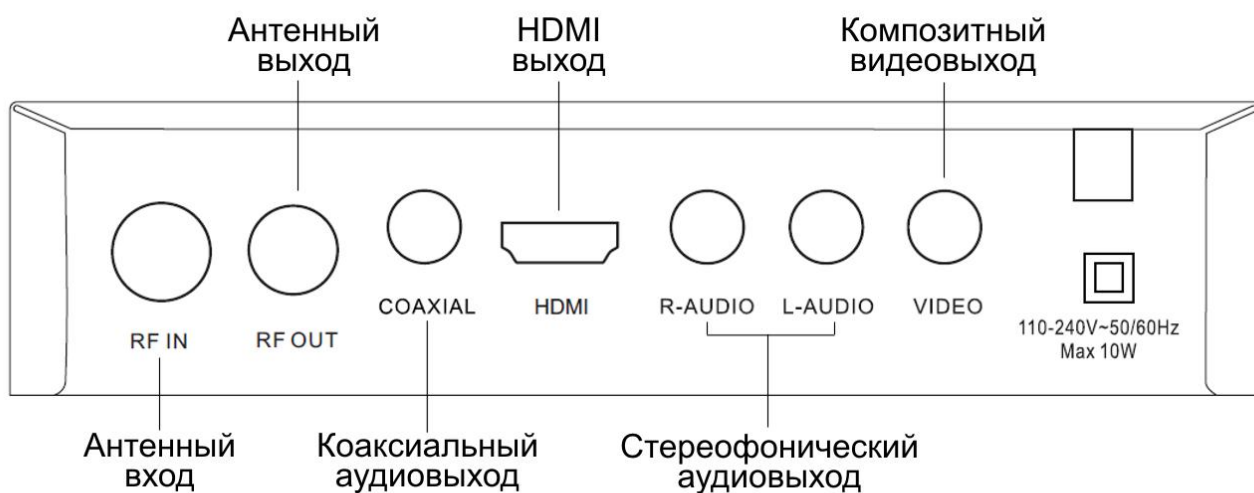 Антенный
выход
HDMI
выход
Композитный
видеовыход
RF IN
RF OUT
COAXIAL
HDMI
R-AUDIO
L-AUDIO
VIDEO
110-240V~50/60Hz
Max 10W
Антенный
вход
Коаксиальный
аудиовыход
Стереофонический
аудиовыход